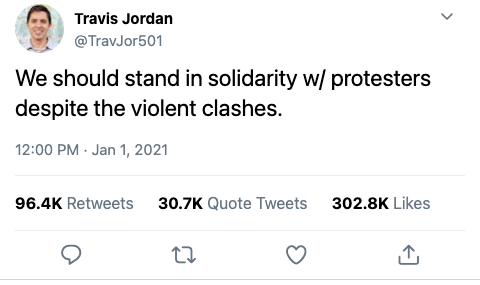 Travis Jordan
@TravJor501
We should stand in solidarity w/ protesters
despite the violent clashes.
12:00 PM · Jan 1, 2021
96.4K Retweets 30.7K Quote Tweets 302.8K Likes